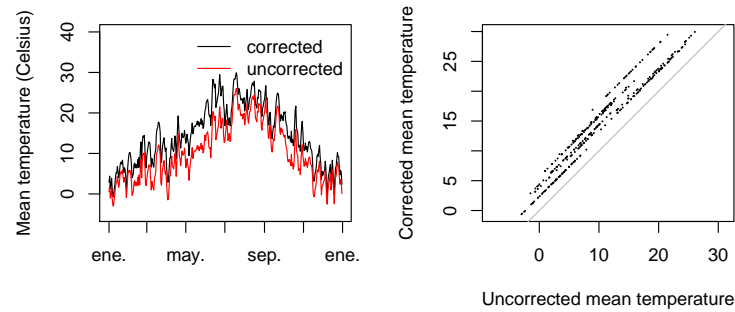 Mean temperature (Celsius)
40
30
20
10
0
corrected
uncorrected
ene.
may.
sep.
ene.
Corrected mean temperature
25
15
5
0
0
10
20
30
Uncorrected mean temperature